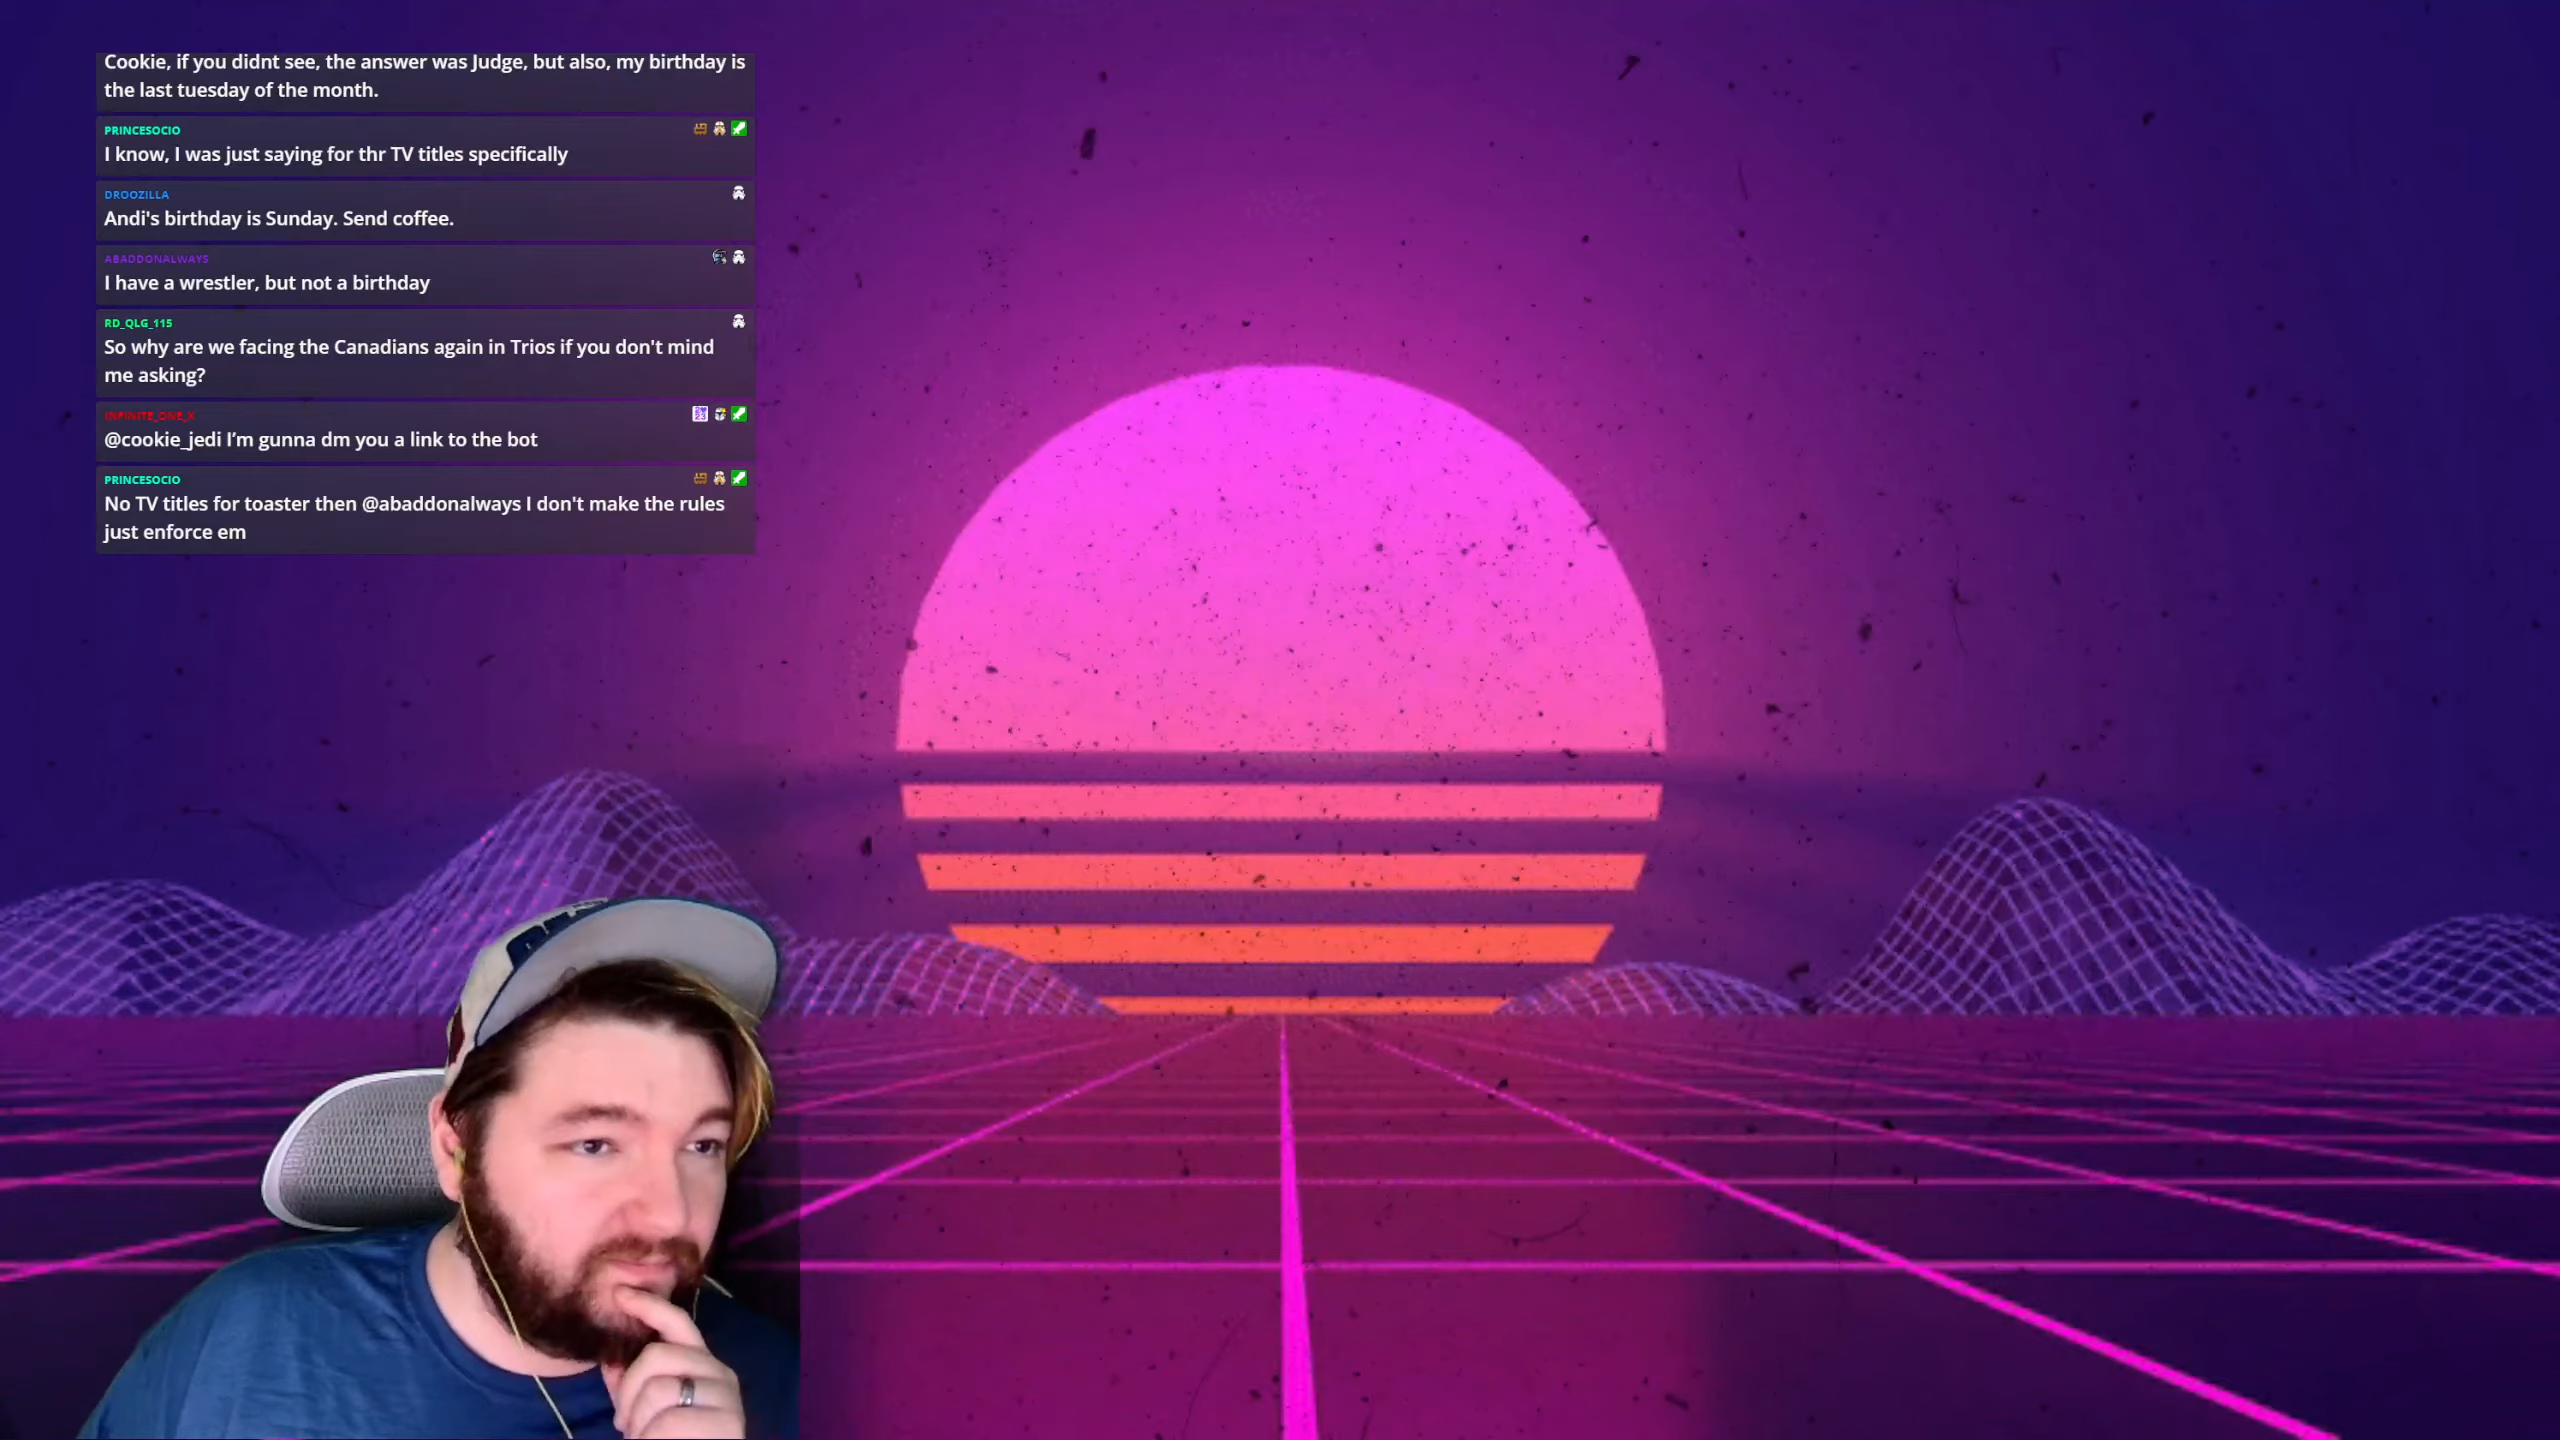 Cookie, if you didnt see, the answer was Judge, but also, my birthday is
the last tuesday of the month.
PRINCESOCIO
I know, I was just saying for thr TV titles specifically
DROOZILLA
Andi's birthday is Sunday. Send coffee.
ABADDONALWAYS
I have a wrestler, but not a birthday
RD_QLG_115
So why are we facing the Canadians again in Trios if you don't mind
me asking?
INFINITE_ONE_X
@cookie_jedi I’m gunna dm you a link to the bot
PRINCESOCIO
No TV titles for toaster then @abaddonalways I don't make the rules
just enforce em